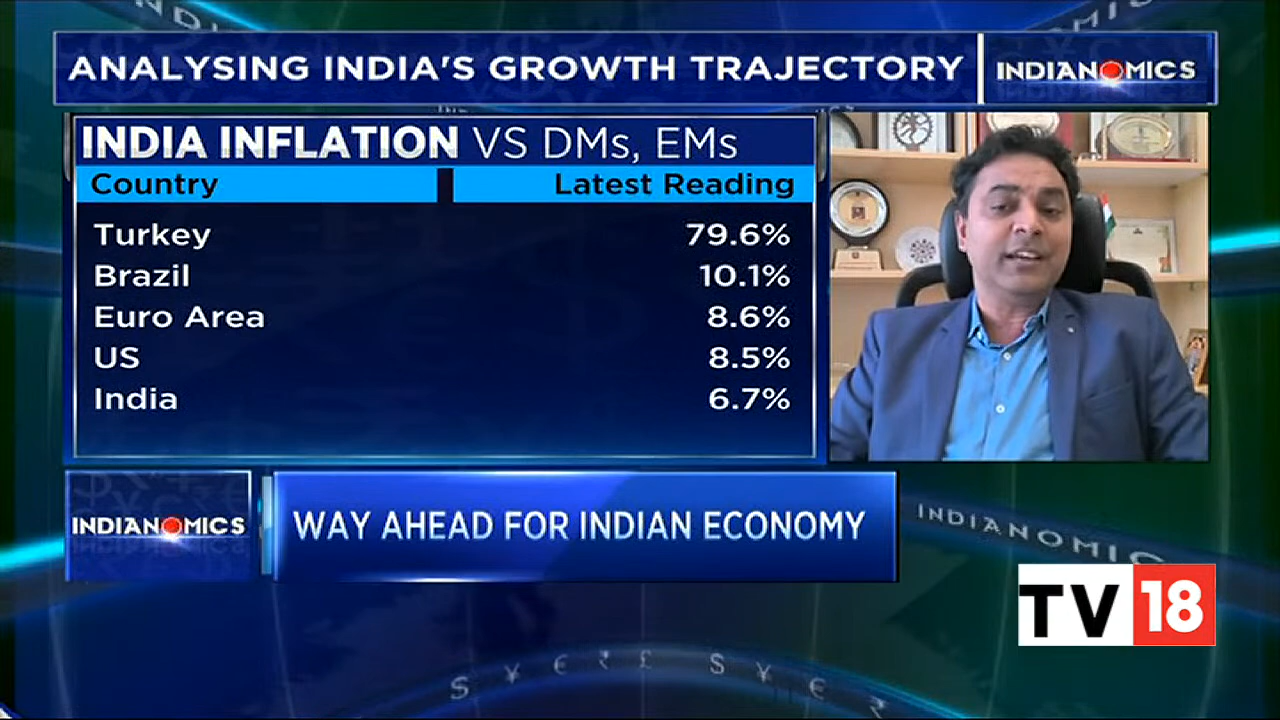 ANALYSING INDIA'S GROWTH TRAJECTORY
INDIANOMICS
INDIA INFLATION VS DMs, EMs
Country Latest Reading
Turkey 79.6%
Brazil 10.1%
Euro Area 8.6%
US 8.5%
India 6.7%
INDIANOMICS
WAY AHEAD FOR INDIAN ECONOMY
INDIANOMIC
TV18
$ ¥ € ₹ £ $ ¥ € ₹